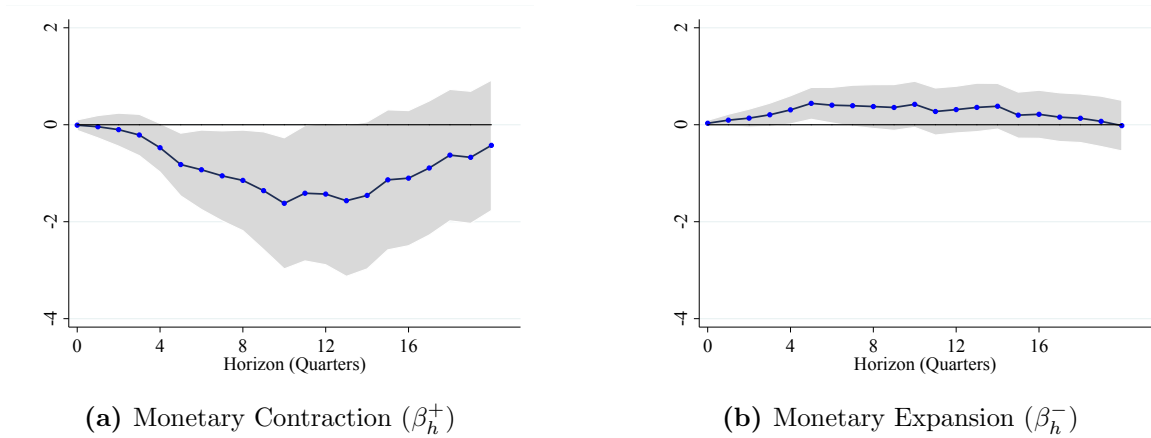 2
0
-2
-4
0 4 8 12 16
Horizon (Quarters)
(a) Monetary Contraction (β_h^+)
2
0
-2
-4
0 4 8 12 16
Horizon (Quarters)
(b) Monetary Expansion (β_h^-)